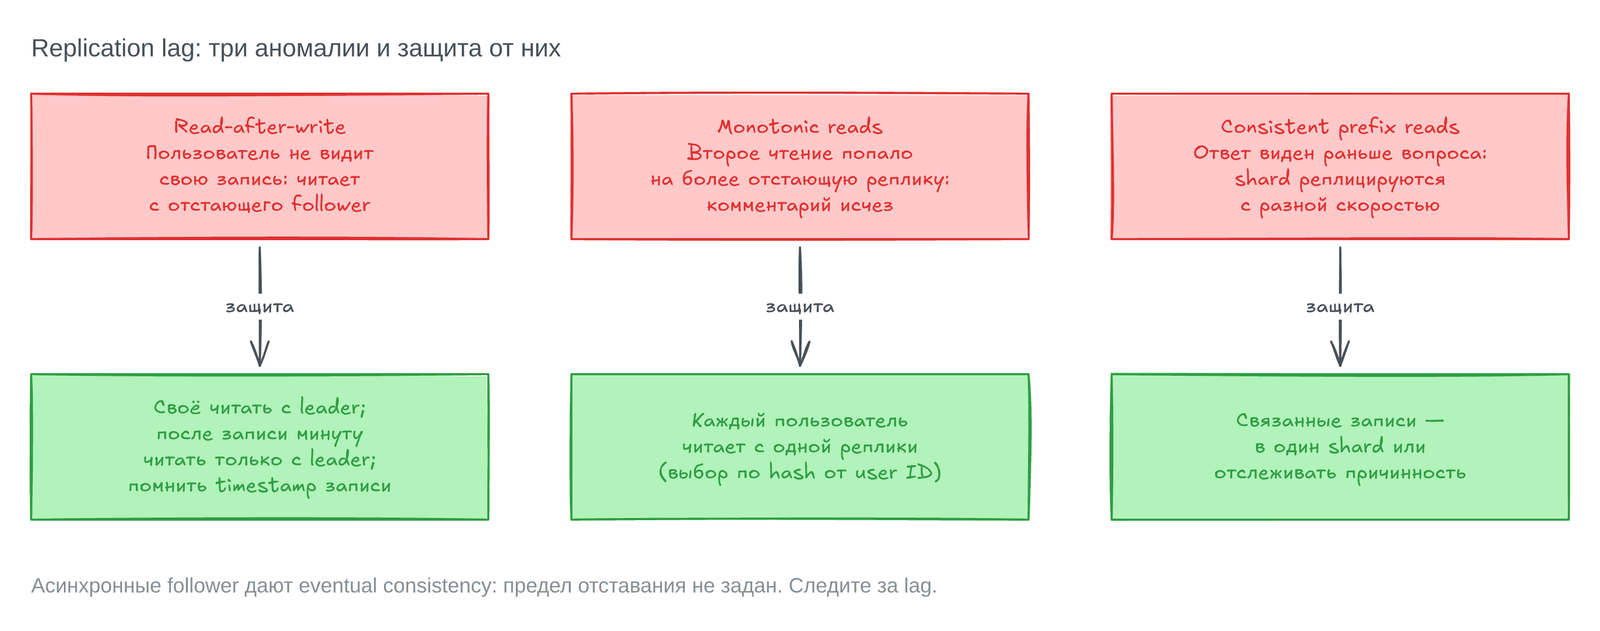 Replication lag: три аномалии и защита от них
Read-after-write
Пользователь не видит
свою запись: читает
с отстающего follower
Monotonic reads
Второе чтение попало
на более отстающую реплику:
комментарий исчез
Consistent prefix reads
Ответ виден раньше вопроса:
shard реплицируются
с разной скоростью
защита
защита
защита
Своё читать с leader;
после записи минуту
читать только с leader;
помнить timestamp записи
Каждый пользователь
читает с одной реплики
(выбор по hash от user ID)
Связанные записи —
в один shard или
отслеживать причинность
Асинхронные follower дают eventual consistency: предел отставания не задан. Следите за lag.